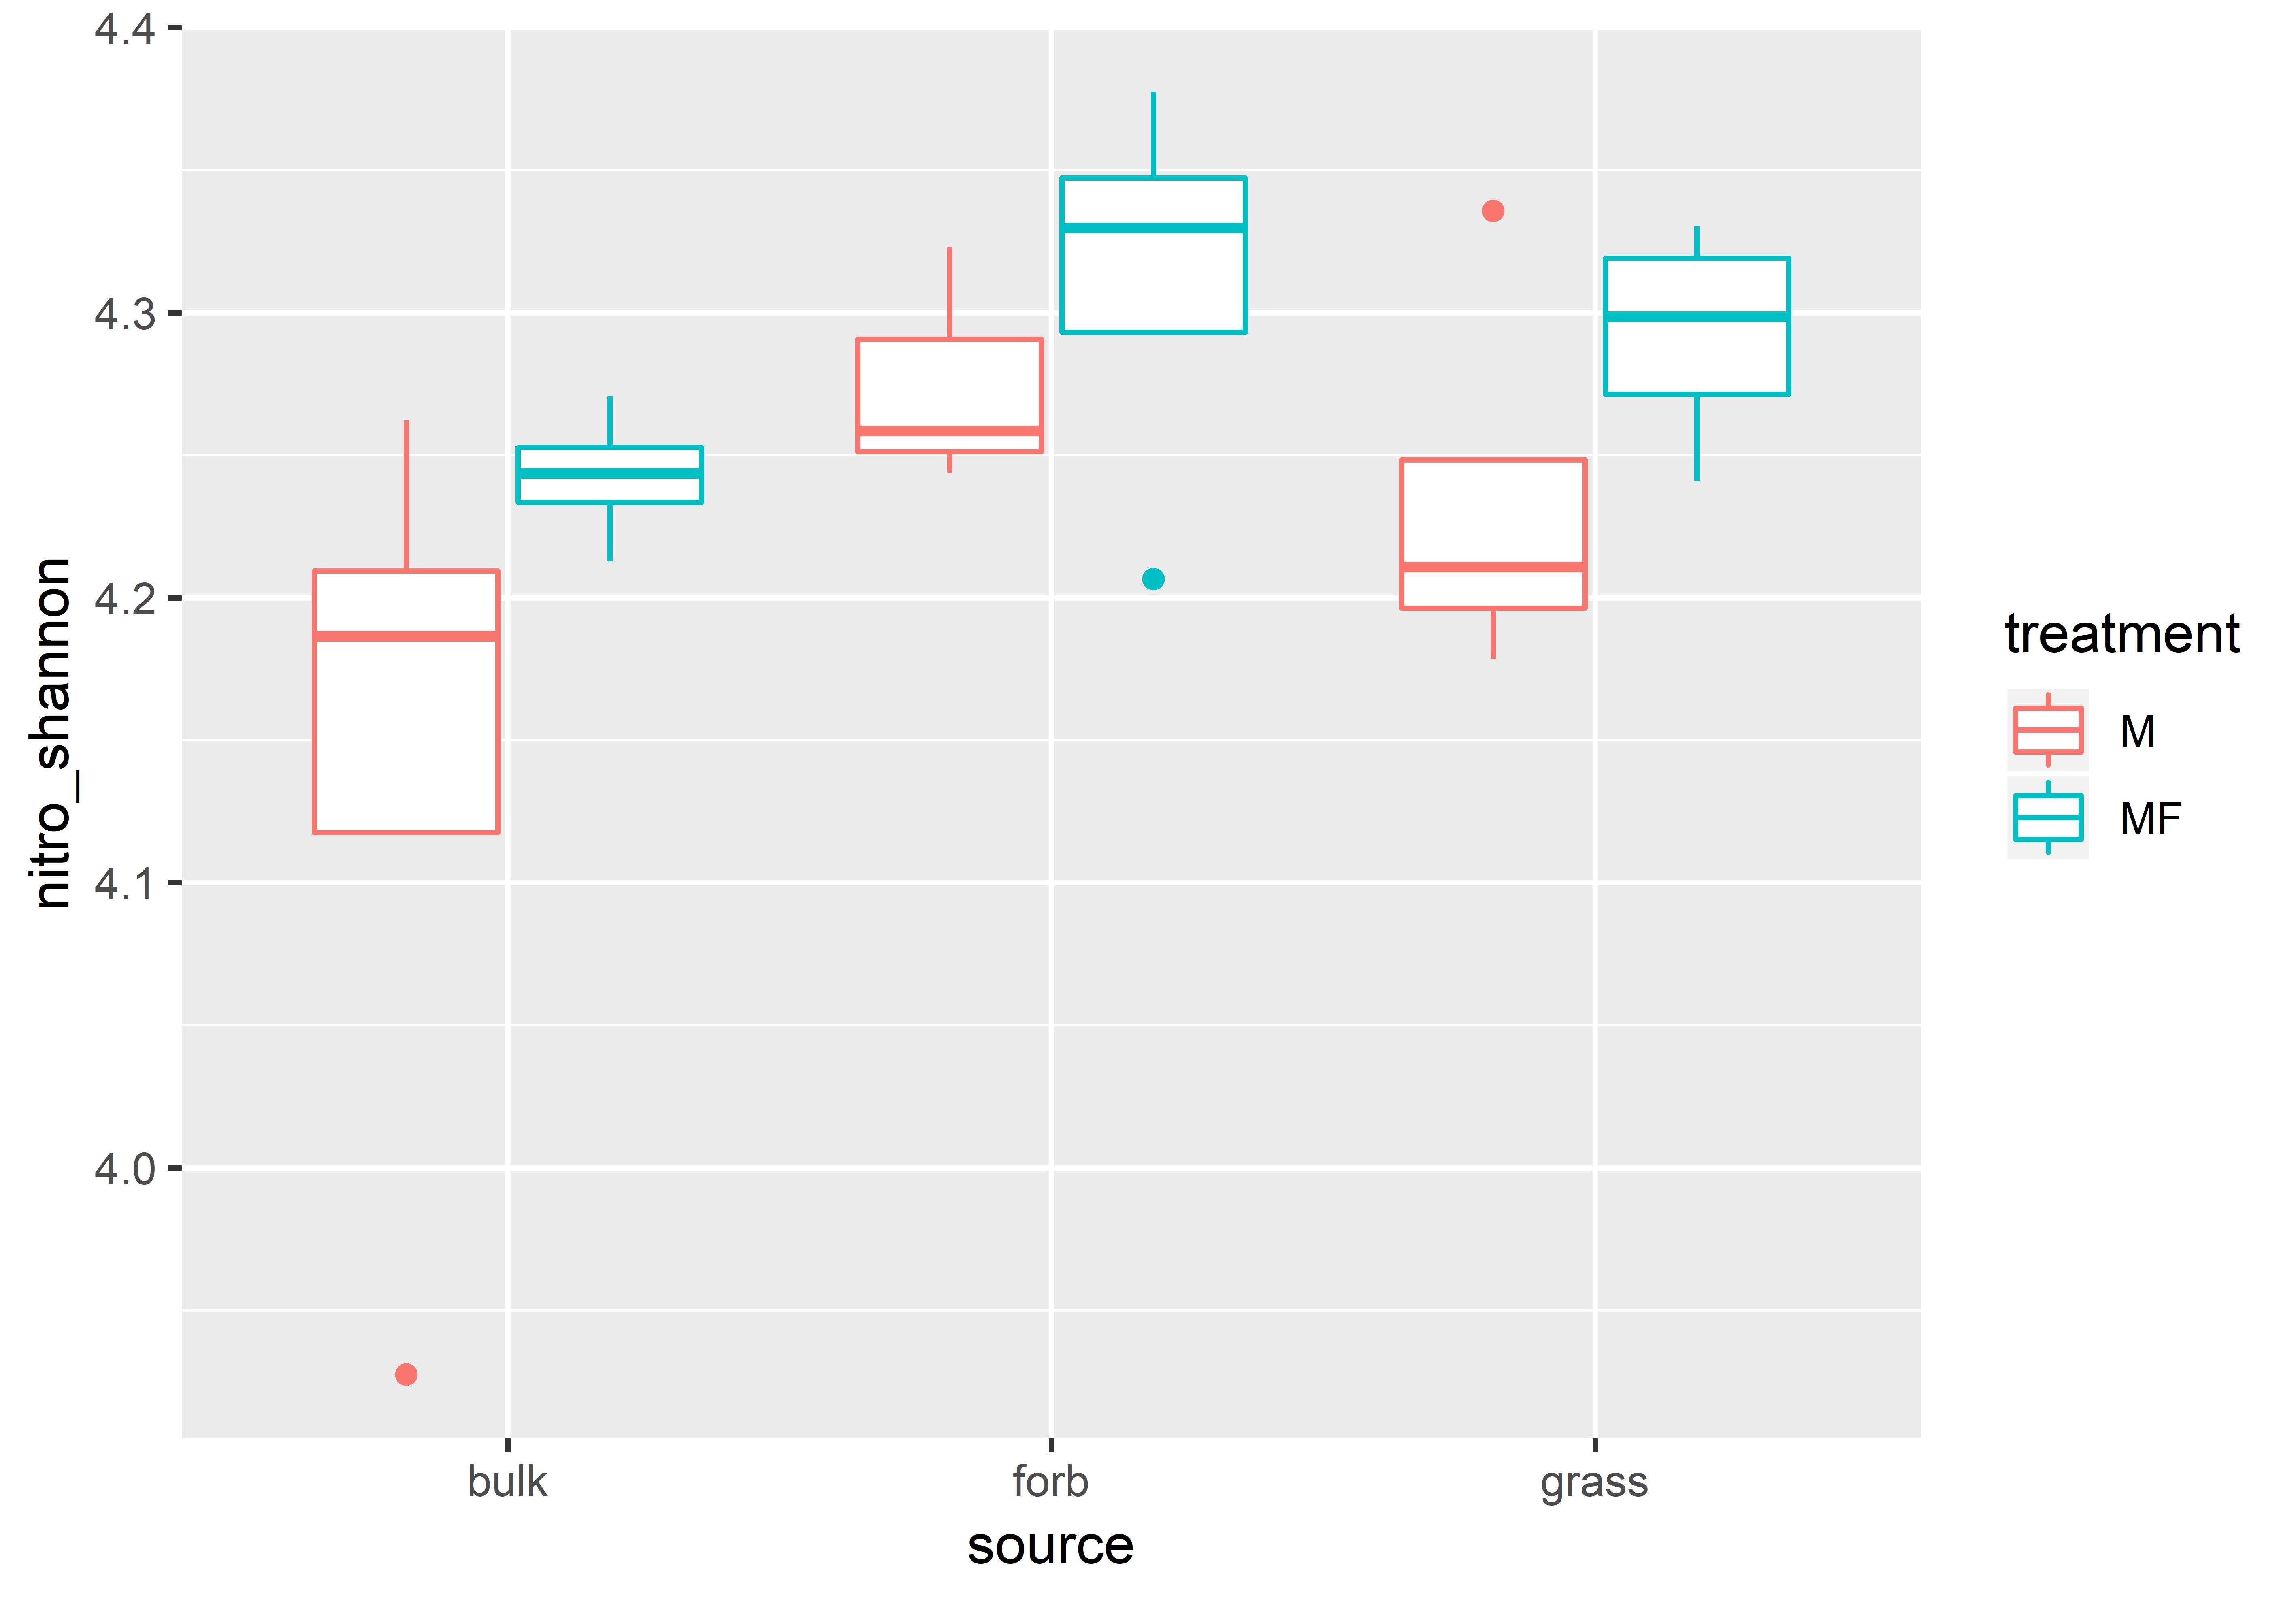 nitro_shannon
4.4
4.3
4.2
4.1
4.0
bulk
forb
grass
source
treatment
M
MF